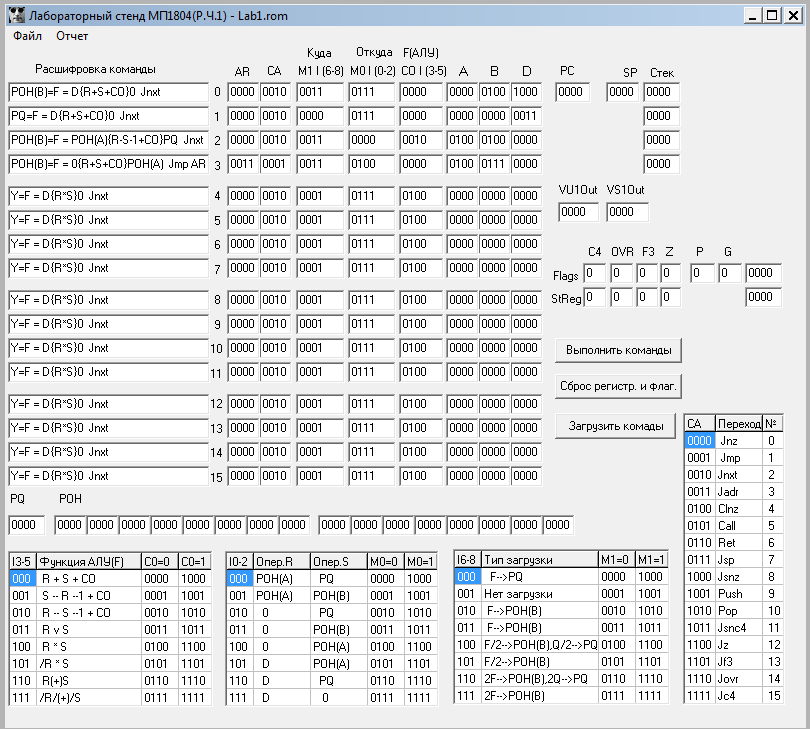 Лабораторный стенд МП1804(Р.Ч.1) - Lab1.rom
Файл Отчет
Куда Откуда F(АЛУ)
Расшифровка команды AR CA M1 I (6-8) M0 I (0-2) C0 I (3-5) A B D PC SP Стек
РОН(B)=F = D{R+S+CO}0 Jnxt 0 0000 0010 0011 0111 0000 0000 0100 1000 0000 0000 0000
PQ=F = D{R+S+CO}0 Jnxt 1 0000 0010 0000 0111 0000 0000 0000 0011 0000
РОН(B)=F = РОН(A){R-S-1+CO}PQ Jnxt 2 0000 0010 0011 0000 0010 0100 0100 0000 0000
РОН(B)=F = 0{R+S+CO}РОН(A) Jmp AR 3 0011 0001 0011 0100 0000 0100 0111 0000 0000
Y=F = D{R*S}0 Jnxt 4 0000 0010 0001 0111 0100 0000 0000 0000
VU1Out VS1Out
Y=F = D{R*S}0 Jnxt 5 0000 0010 0001 0111 0100 0000 0000 0000 0000 0000
Y=F = D{R*S}0 Jnxt 6 0000 0010 0001 0111 0100 0000 0000 0000
C4 OVR F3 Z P G
Y=F = D{R*S}0 Jnxt 7 0000 0010 0001 0111 0100 0000 0000 0000 Flags 0 0 0 0 0 0 0000
Y=F = D{R*S}0 Jnxt 8 0000 0010 0001 0111 0100 0000 0000 0000 StReg 0 0 0 0 0000
Y=F = D{R*S}0 Jnxt 9 0000 0010 0001 0111 0100 0000 0000 0000
Y=F = D{R*S}0 Jnxt 10 0000 0010 0001 0111 0100 0000 0000 0000 Выполнить команды
Y=F = D{R*S}0 Jnxt 11 0000 0010 0001 0111 0100 0000 0000 0000 Сброс регистр. и флаг.
Y=F = D{R*S}0 Jnxt 12 0000 0010 0001 0111 0100 0000 0000 0000
Y=F = D{R*S}0 Jnxt 13 0000 0010 0001 0111 0100 0000 0000 0000 Загрузить комады
Y=F = D{R*S}0 Jnxt 14 0000 0010 0001 0111 0100 0000 0000 0000
Y=F = D{R*S}0 Jnxt 15 0000 0010 0001 0111 0100 0000 0000 0000
PQ РОН
0000 0000 0000 0000 0000 0000 0000 0000 0000 0000 0000 0000 0000 0000 0000 0000 0000
CA Переход №
0000 Jnz 0
0001 Jmp 1
0010 Jnxt 2
0011 Jadr 3
0100 Clnz 4
0101 Call 5
0110 Ret 6
0111 Jsp 7
1000 Jsnz 8
1001 Push 9
1010 Pop 10
1011 Jsnc4 11
1100 Jz 12
1101 Jf3 13
1110 Jovr 14
1111 Jc4 15
I3-5 Функция АЛУ(F) C0=0 C0=1
000 R + S + CO 0000 1000
001 S -- R --1 + CO 0001 1001
010 R -- S --1 + CO 0010 1010
011 R v S 0011 1011
100 R * S 0100 1100
101 /R * S 0101 1101
110 R(+)S 0110 1110
111 /R/(+)/S 0111 1111
I0-2 Опер.R Опер.S M0=0 M0=1
000 РОН(A) PQ 0000 1000
001 РОН(A) РОН(B) 0001 1001
010 0 PQ 0010 1010
011 0 РОН(B) 0011 1011
100 0 РОН(A) 0100 1100
101 D РОН(A) 0101 1101
110 D PQ 0110 1110
111 D 0 0111 1111
I6-8 Тип загрузки M1=0 M1=1
000 F-->PQ 0000 1000
001 Нет загрузки 0001 1001
010 F-->РОН(B) 0010 1010
011 F-->РОН(B) 0011 1011
100 F/2-->РОН(B),Q/2-->PQ 0100 1100
101 F/2-->РОН(B) 0101 1101
110 2F-->РОН(B),2Q-->PQ 0110 1110
111 2F-->РОН(B) 0111 1111